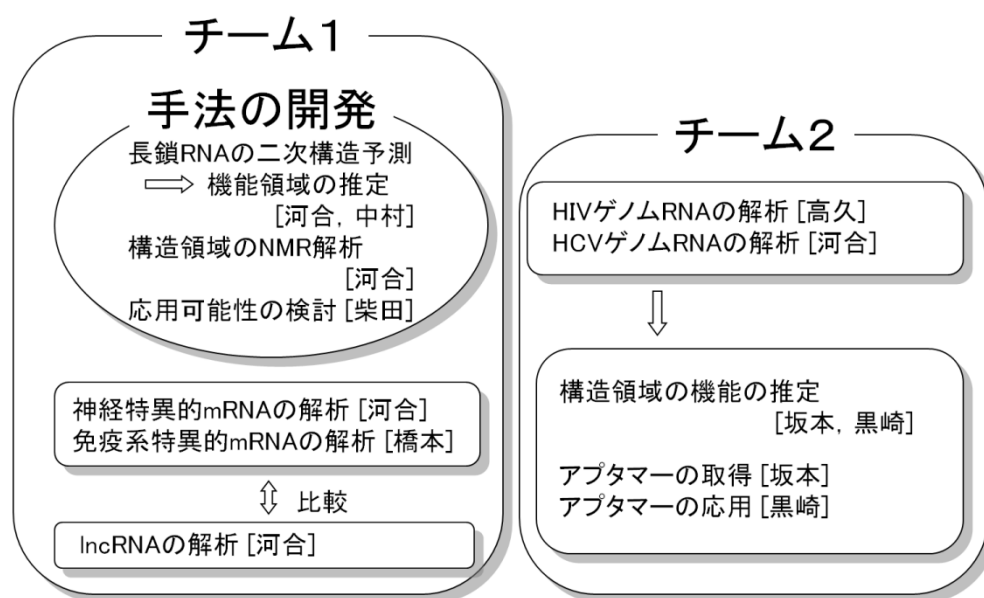 チーム1
手法の開発
長鎖RNAの二次構造予測
⇒ 機能領域の推定
[河合, 中村]
構造領域のNMR解析
[河合]
応用可能性の検討 [柴田]
神経特異的mRNAの解析 [河合]
免疫系特異的mRNAの解析 [橋本]
比較
lncRNAの解析 [河合]
チーム2
HIVゲノムRNAの解析 [高久]
HCVゲノムRNAの解析 [河合]
構造領域の機能の推定
[坂本, 黒崎]
アプタマーの取得 [坂本]
アプタマーの応用 [黒崎]